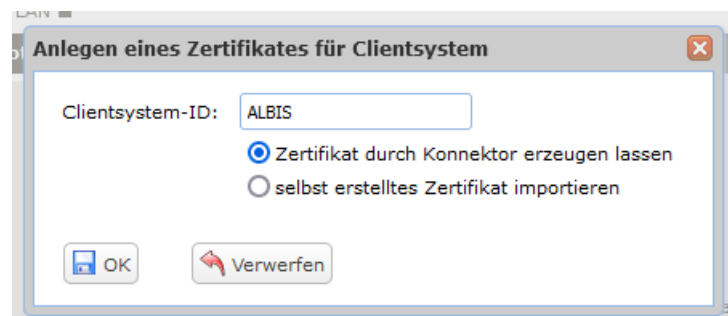 LAN
Anlegen eines Zertifikates für Clientsystem
Clientsystem-ID: ALBIS
Zertifikat durch Konnektor erzeugen lassen
selbst erstelltes Zertifikat importieren
OK Verwerfen